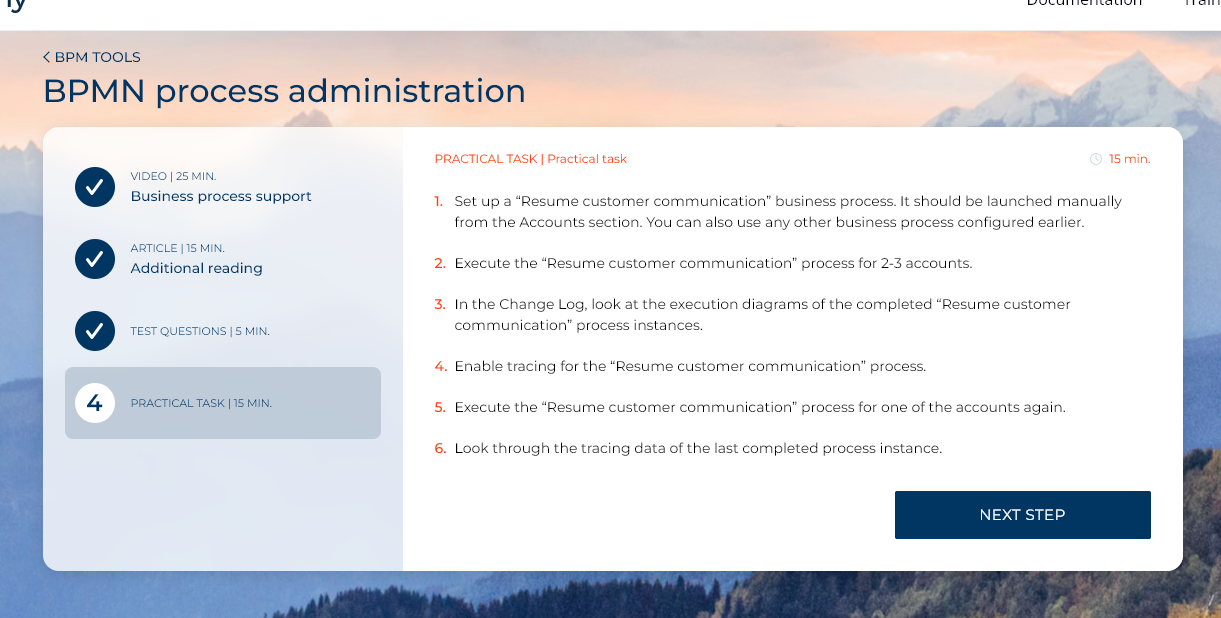 ly
Documentation
< BPM TOOLS
BPMN process administration
VIDEO | 25 MIN.
Business process support
ARTICLE | 15 MIN.
Additional reading
TEST QUESTIONS | 5 MIN.
4
PRACTICAL TASK | 15 MIN.
PRACTICAL TASK | Practical task
15 min.
1. Set up a “Resume customer communication” business process. It should be launched manually
from the Accounts section. You can also use any other business process configured earlier.
2. Execute the “Resume customer communication” process for 2-3 accounts.
3. In the Change Log, look at the execution diagrams of the completed “Resume customer
communication” process instances.
4. Enable tracing for the “Resume customer communication” process.
5. Execute the “Resume customer communication” process for one of the accounts again.
6. Look through the tracing data of the last completed process instance.
NEXT STEP